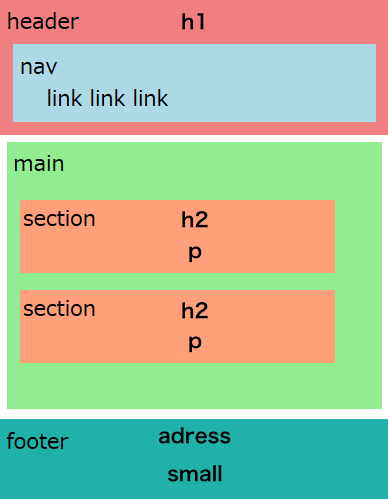 header h1
nav
link link link
main
section h2
p
section h2
p
adress
footer
small